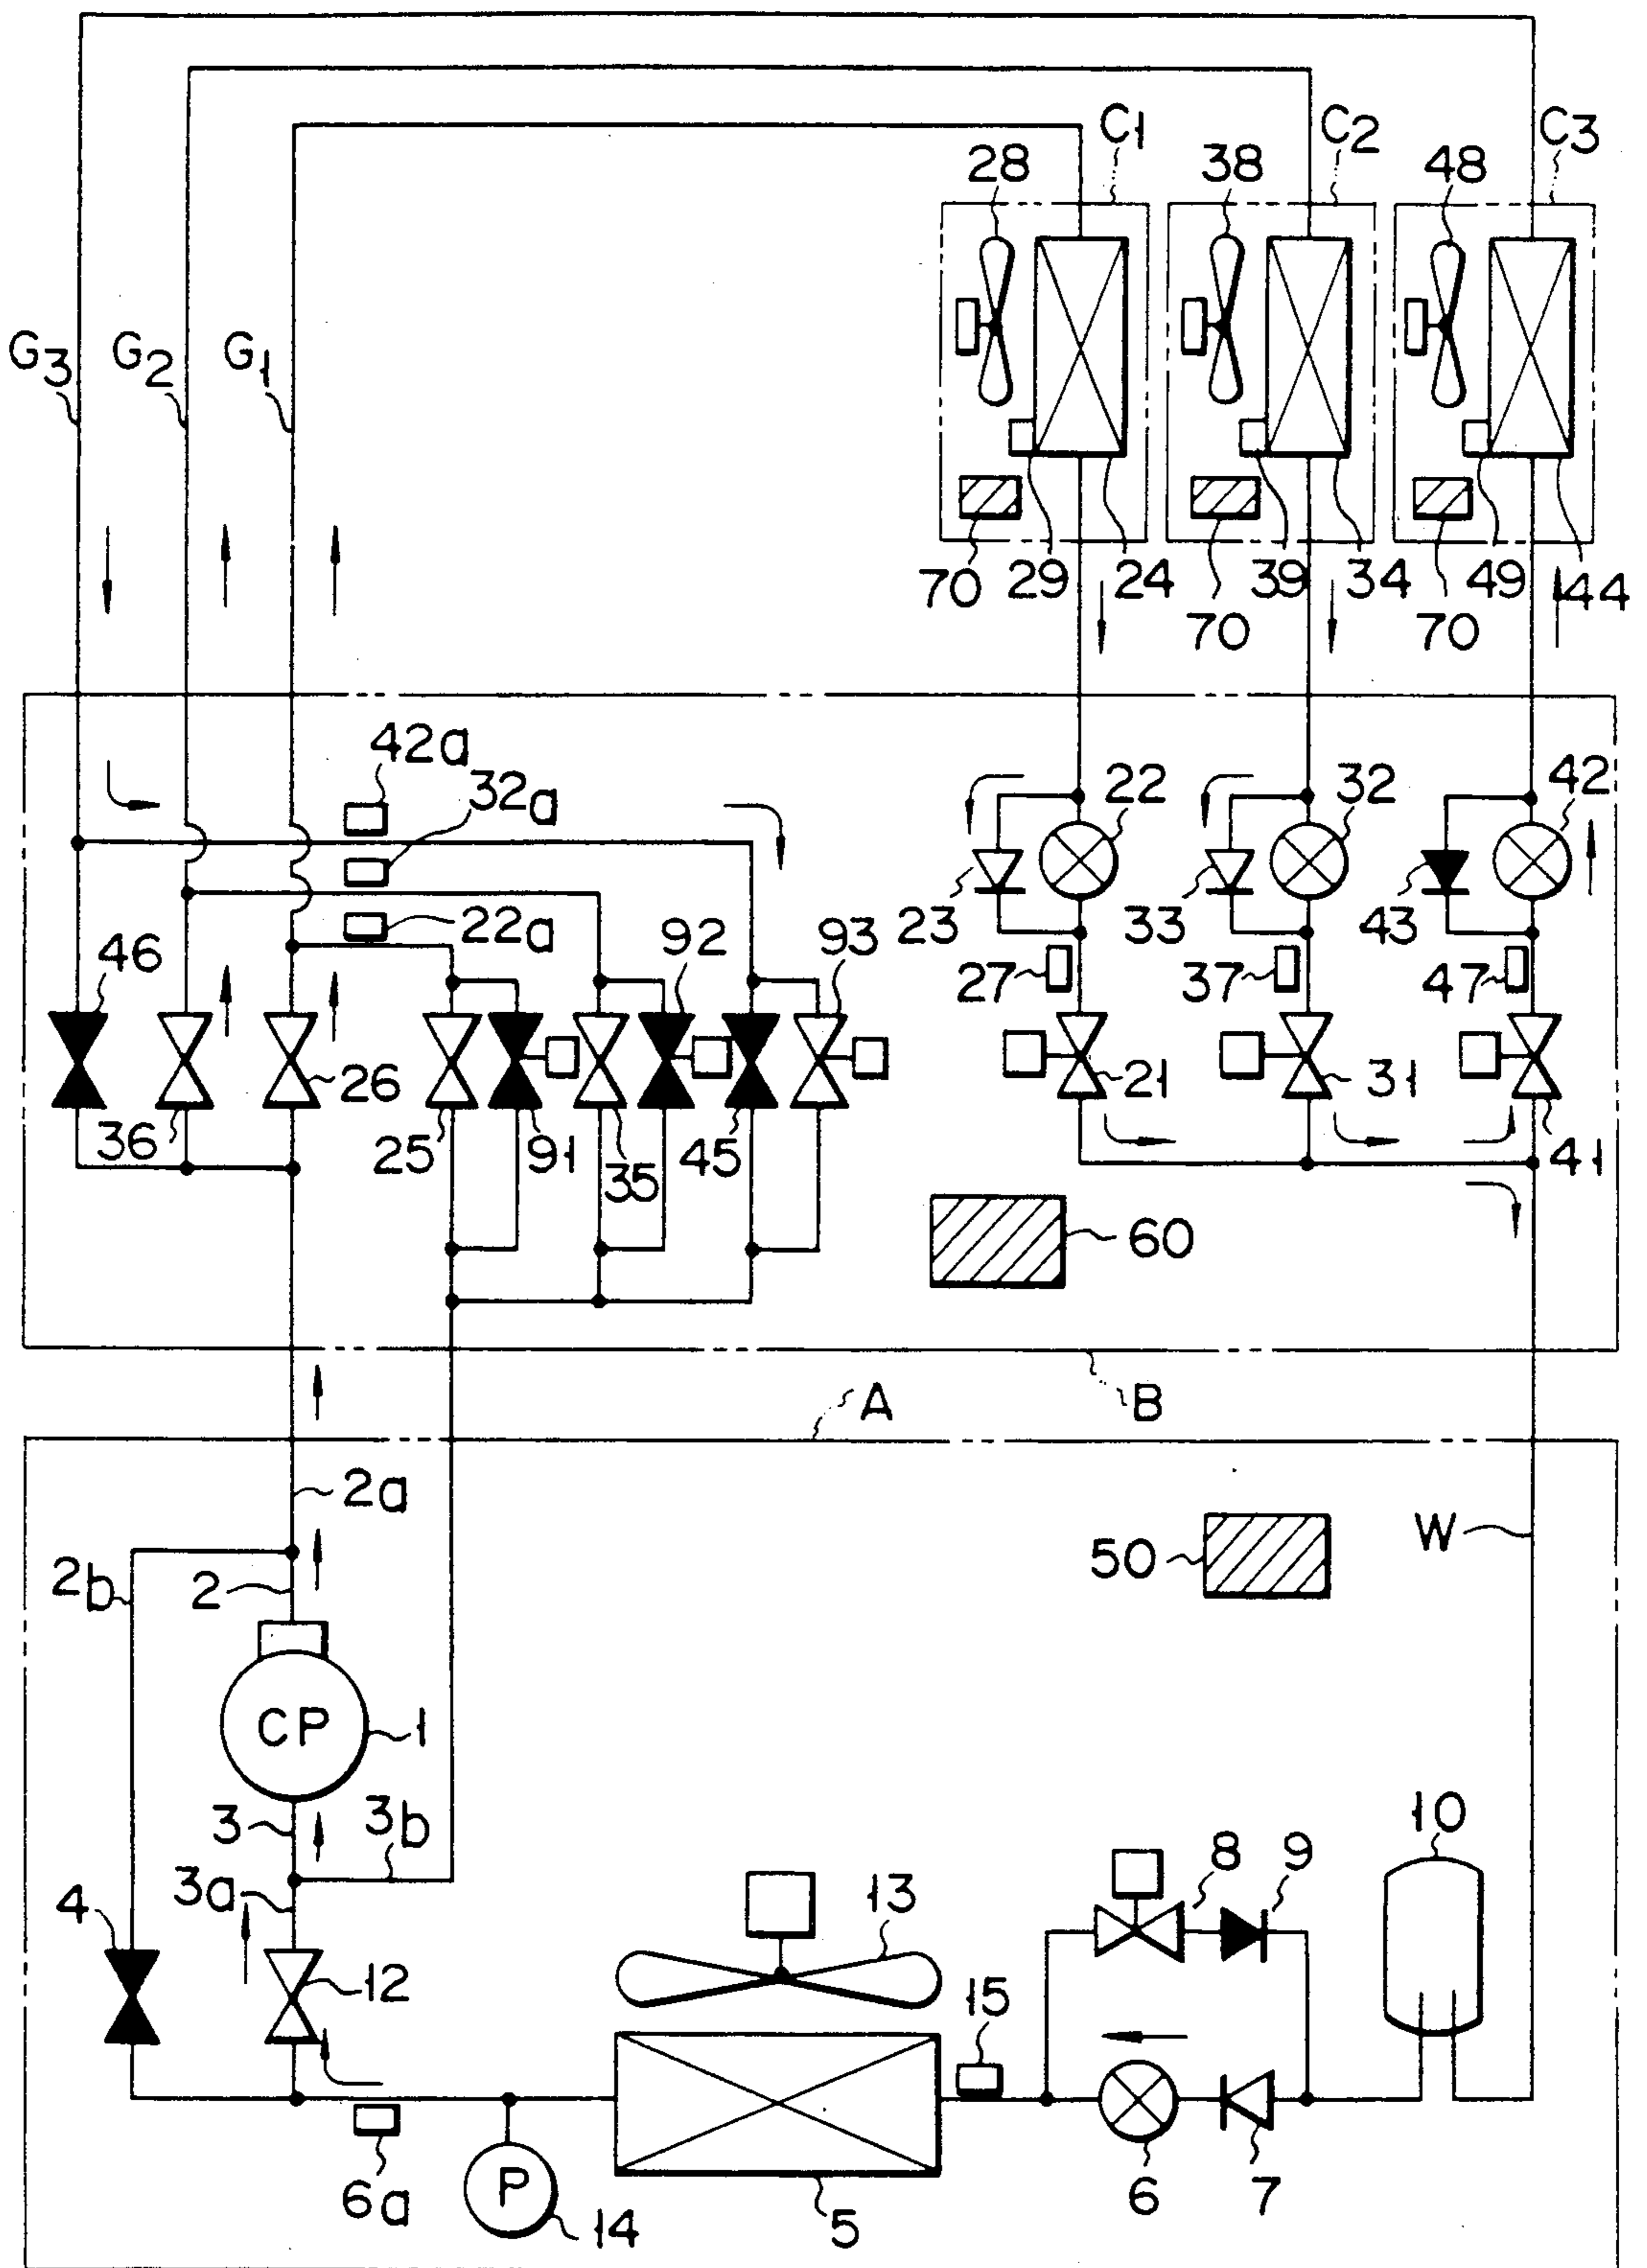 C1 C2 C3
28 38 48
G3 G2 G1
70 29 24 70 39 34 70 49 44
42a
32a
22a
22 32 42
23 33 43
46 92 93
27 37 47
36 26 25 91 35 45
21 31 41
60
A B
2a
2b 2
50 W
CP 1
3 3b
3a
4 12
13 8 9 10
15
6a P 14 5 6 7